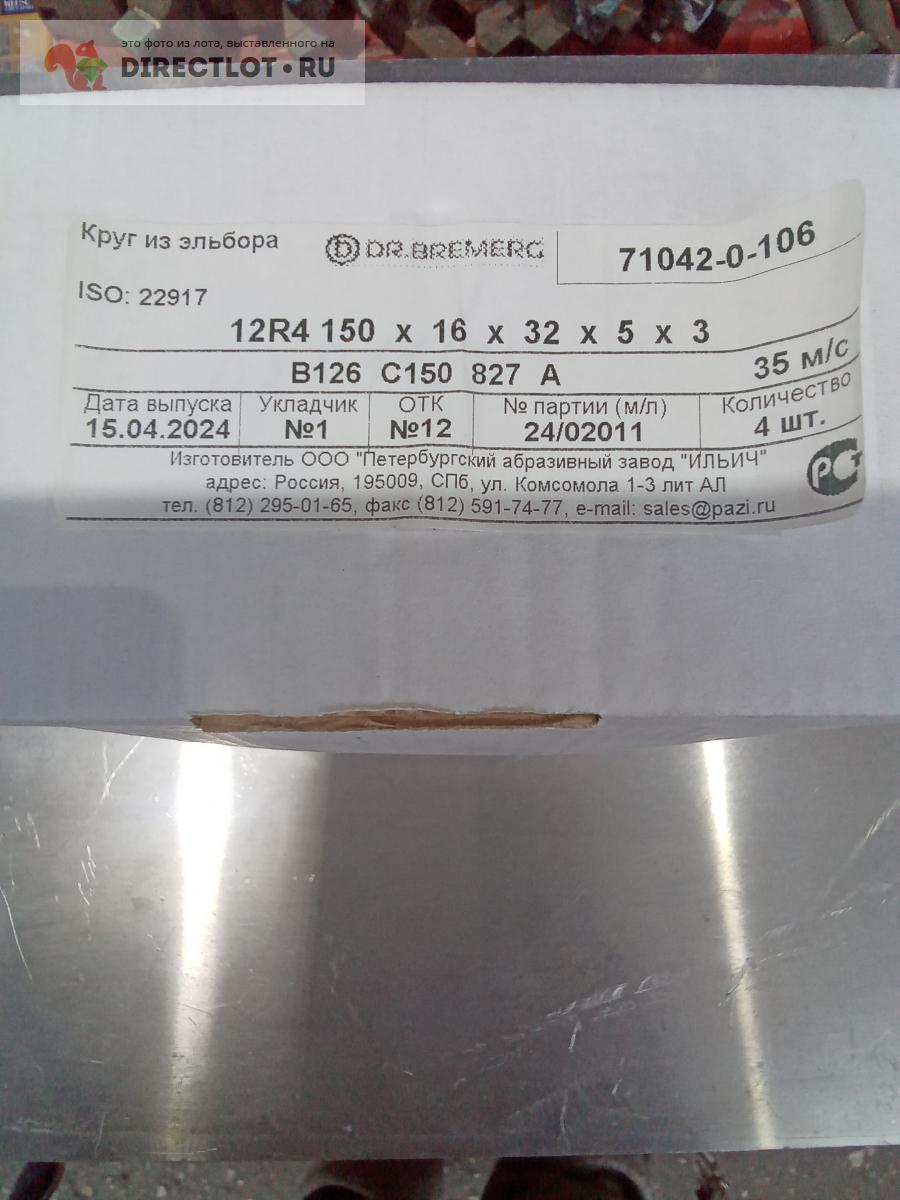 это фото из лота, выставленного на
DIRECTLOT.RU
Круг из эльбора DR.BREMERG 71042-0-106
ISO: 22917
12R4 150 x 16 x 32 x 5 x 3
B126 C150 827 A 35 м/с
Дата выпуска Укладчик ОТК № партии (м/л) Количество
15.04.2024 №1 №12 24/02011 4 шт.
Изготовитель ООО "Петербургский абразивный завод "ИЛЬИЧ"
адрес: Россия, 195009, СПб, ул. Комсомола 1-3 лит АЛ
тел. (812) 295-01-65, факс (812) 591-74-77, e-mail: sales@pazi.ru